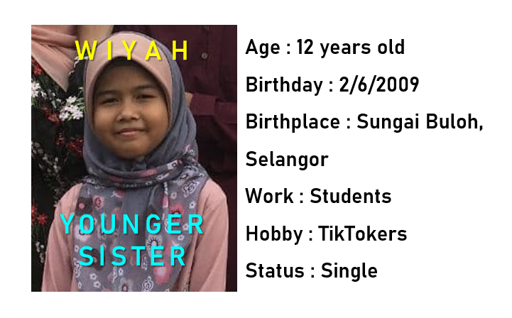 WIYAH
YOUNGER
SISTER
Age : 12 years old
Birthday : 2/6/2009
Birthplace : Sungai Buloh,
Selangor
Work : Students
Hobby : TikTokers
Status : Single